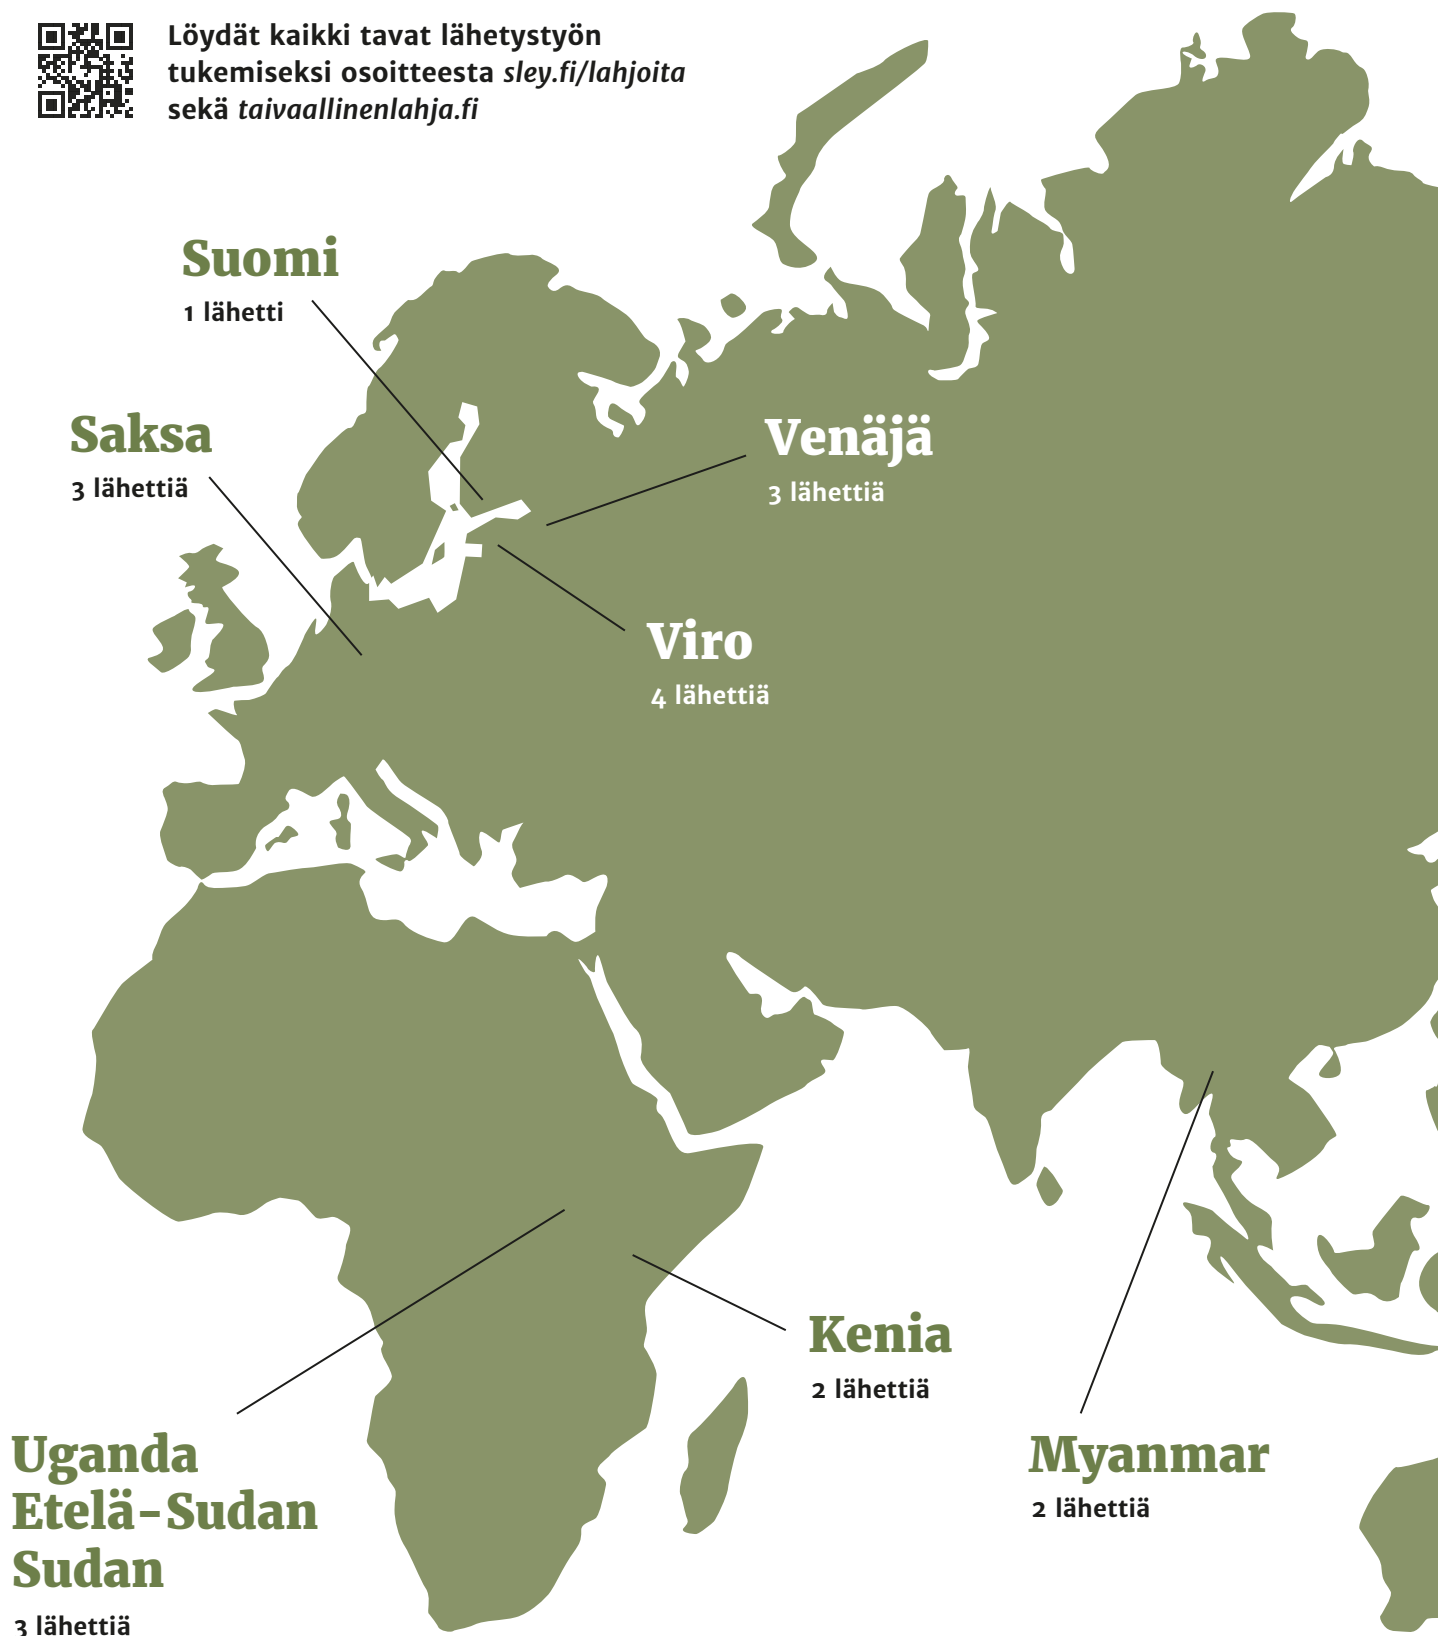 Löydät kaikki tavat lähetystyön
tukemiseksi osoitteesta sley.fi/lahjoita
sekä taivaallinenlahja.fi
Suomi
1 lähetti
Saksa
3 lähettiä
Venäjä
3 lähettiä
Viro
4 lähettiä
Kenia
2 lähettiä
Uganda
Etelä-Sudan
Sudan
3 lähettiä
Myanmar
2 lähettiä